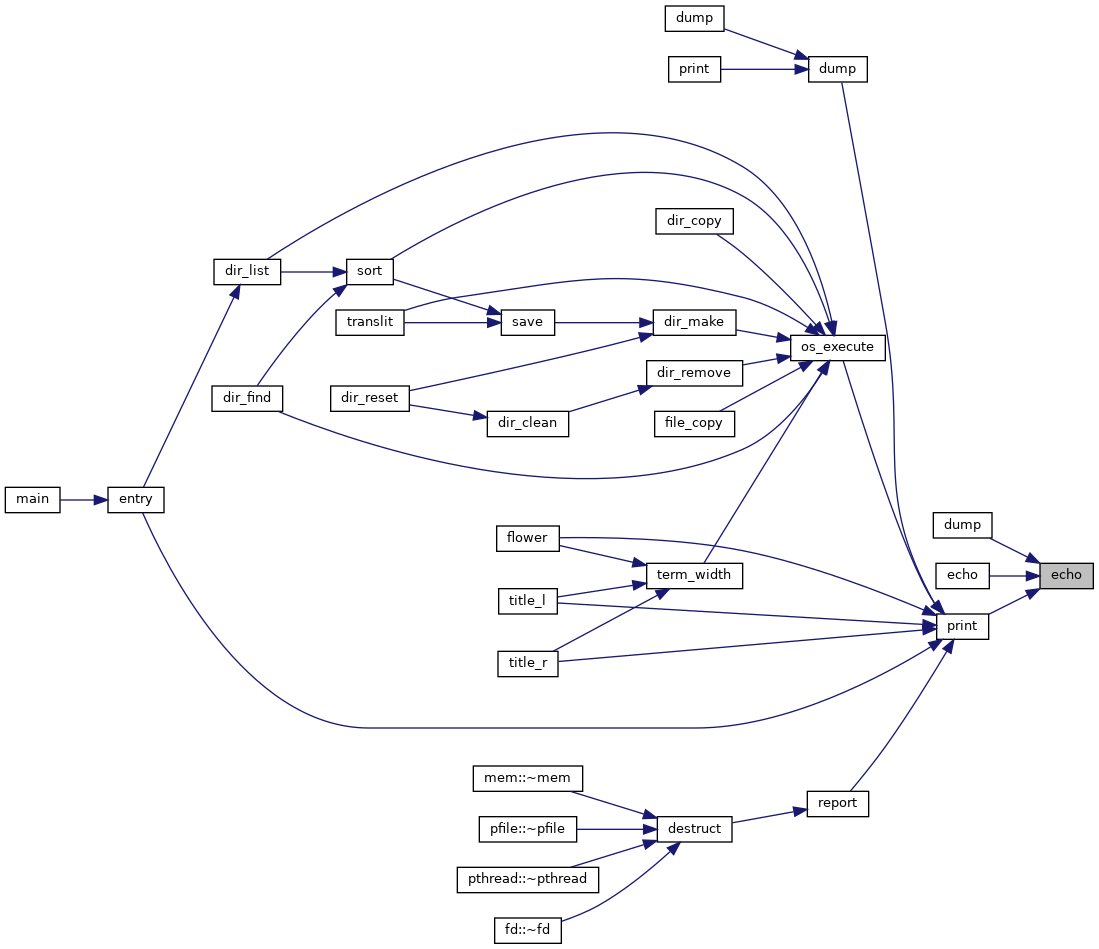 dump
print
dump
dir_copy
dir_list
sort
translit
save
dir_make
os_execute
dir_remove
dir_find
dir_reset
dir_clean
file_copy
main
entry
dump
flower
term_width
echo
echo
title_l
print
title_r
mem::~mem
report
pfile::~pfile
destruct
pthread::~pthread
fd::~fd